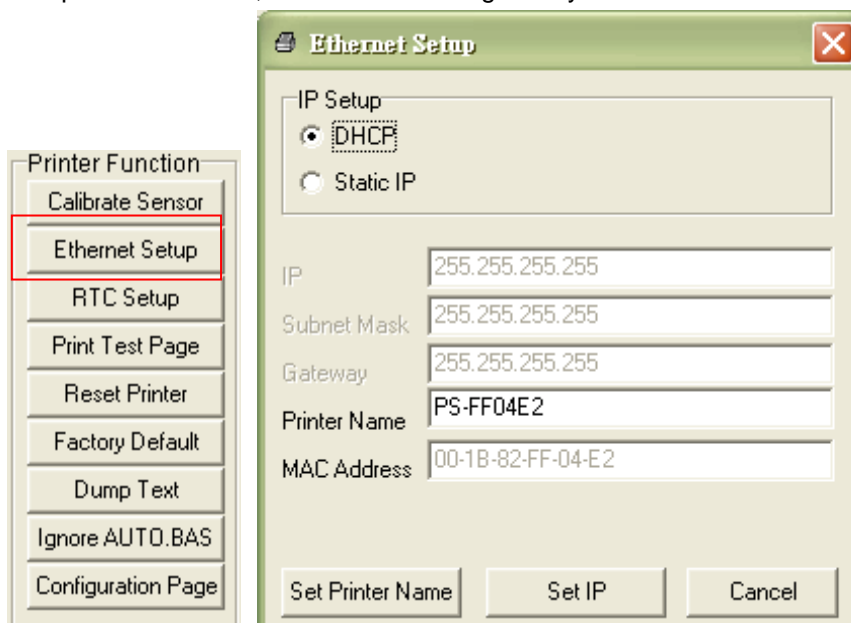 Printer Function
Calibrate Sensor
Ethernet Setup
RTC Setup
Print Test Page
Reset Printer
Factory Default
Dump Text
Ignore AUTO.BAS
Configuration Page
Ethernet Setup
IP Setup
DHCP
Static IP
IP 255.255.255.255
Subnet Mask 255.255.255.255
Gateway 255.255.255.255
Printer Name PS-FF04E2
MAC Address 00-1B-82-FF-04-E2
Set Printer Name Set IP Cancel